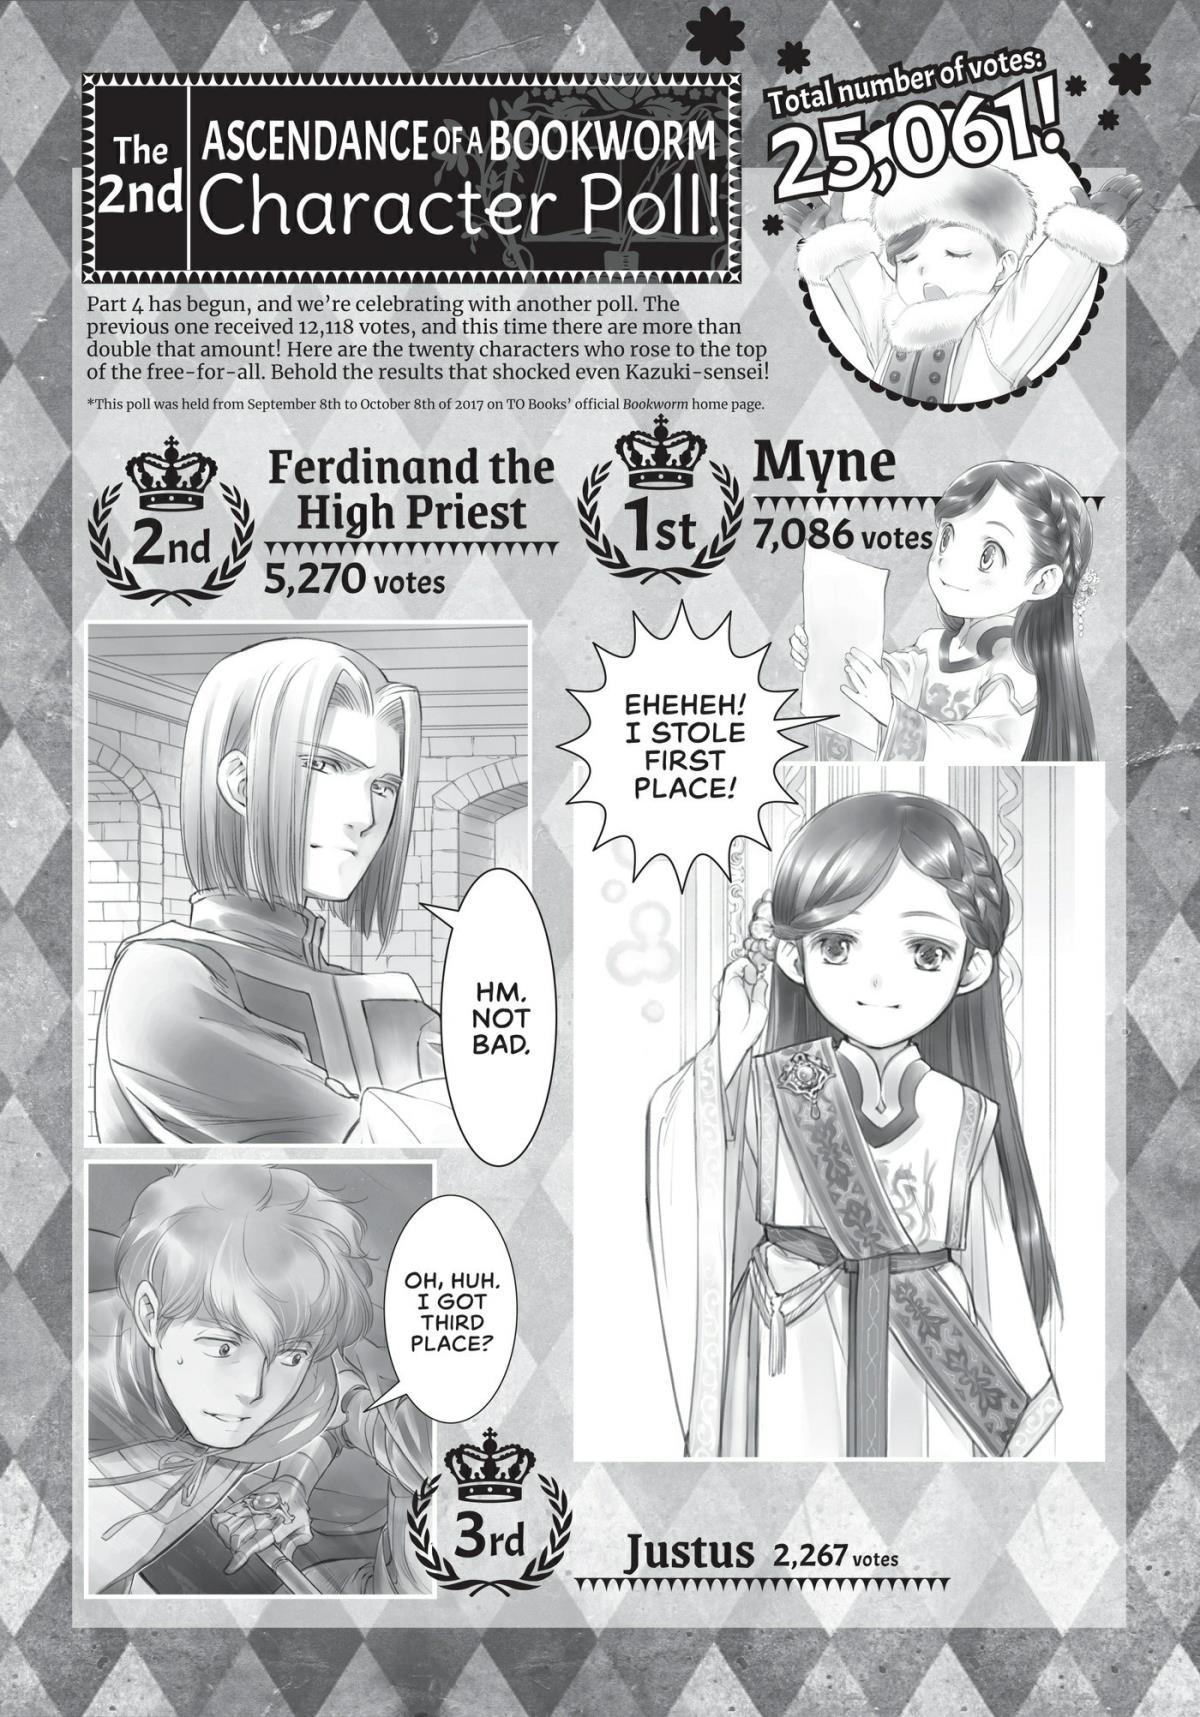 The
2nd
ASCENDANCE OF A BOOKWORM
Character Poll!
Total number of votes:
25,061!
Part 4 has begun, and we're celebrating with another poll. The
previous one received 12,118 votes, and this time there are more than
double that amount! Here are the twenty characters who rose to the top
of the free-for-all. Behold the results that shocked even Kazuki-sensei!
*This poll was held from September 8th to October 8th of 2017 on TO Books' official Bookworm home page.
1st
Myne
7,086 votes
EHEHEH!
I STOLE
FIRST
PLACE!
2nd
Ferdinand the
High Priest
5,270 votes
HM.
NOT
BAD.
OH, HUH.
I GOT
THIRD
PLACE?
3rd
Justus 2,267 votes